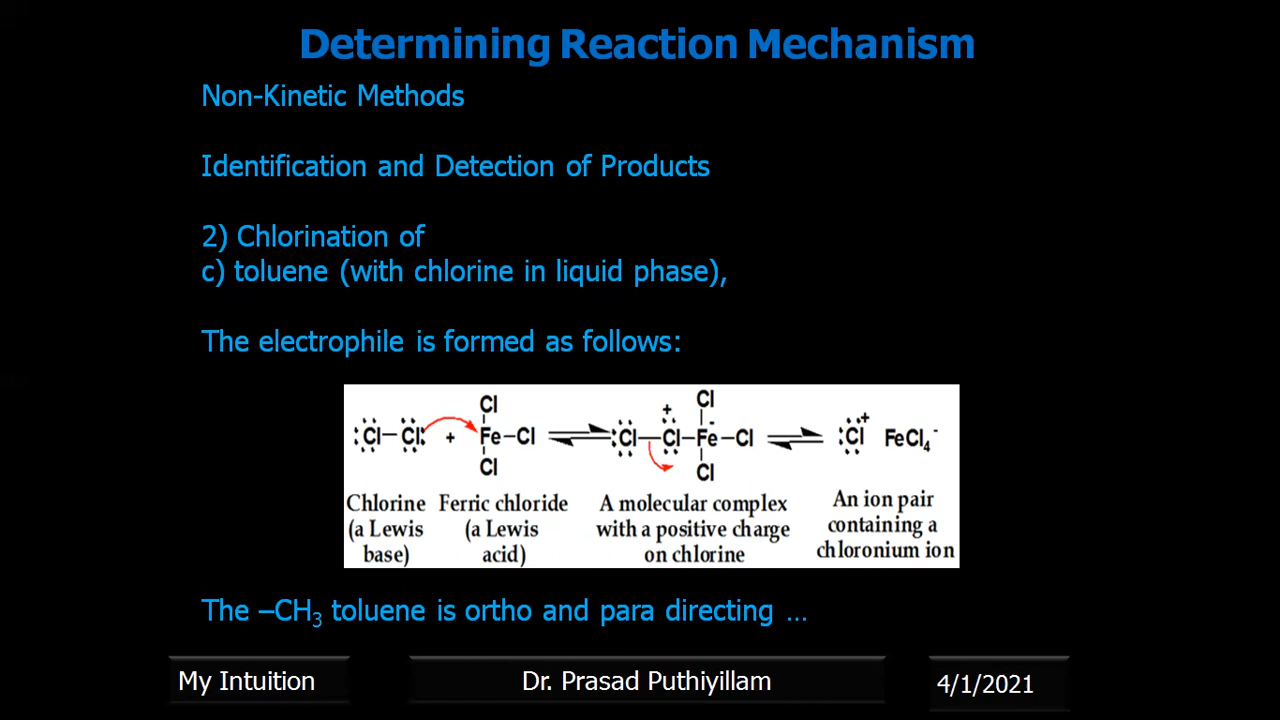 Determining Reaction Mechanism
Non-Kinetic Methods
Identification and Detection of Products
2) Chlorination of
c) toluene (with chlorine in liquid phase),
The electrophile is formed as follows:
Cl Cl
:Cl–Cl: + Fe–Cl ⇌ :Cl–Cl⁺–Fe⁻–Cl ⇌ :Cl⁺ FeCl₄⁻
Cl Cl
Chlorine Ferric chloride A molecular complex An ion pair
(a Lewis (a Lewis with a positive charge containing a
base) acid) on chlorine chloronium ion
The –CH₃ toluene is ortho and para directing ...
My Intuition Dr. Prasad Puthiyillam 4/1/2021